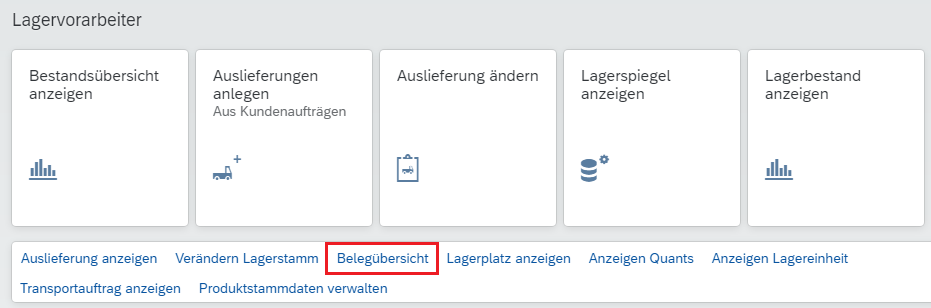 Lagervorarbeiter
Bestandsübersicht
anzeigen
Auslieferungen
anlegen
Aus Kundenaufträgen
Auslieferung ändern
Lagerspiegel
anzeigen
Lagerbestand
anzeigen
Auslieferung anzeigen Verändern Lagerstamm Belegübersicht Lagerplatz anzeigen Anzeigen Quants Anzeigen Lagereinheit
Transportauftrag anzeigen Produktstammdaten verwalten